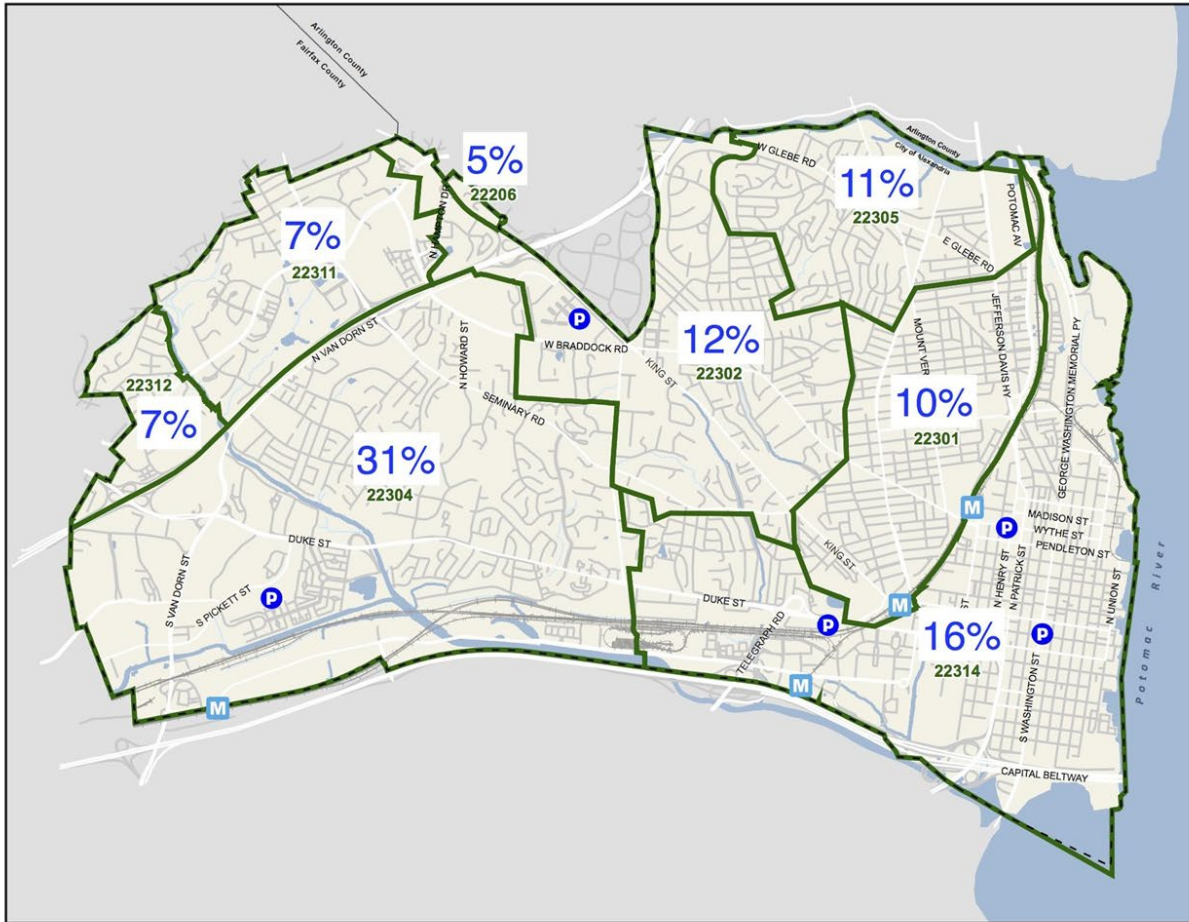 Arlington County
Fairfax County
5%
22206
W GLEBE RD
Arlington County
City of Alexandria
11%
22305
POTOMAC AV
E GLEBE RD
7%
22311
N HAMPTON DR
N VAN DORN ST
N HOWARD ST
P
W BRADDOCK RD
KING ST
12%
22302
MOUNT VER
JEFFERSON DAVIS HY
GEORGE WASHINGTON MEMORIAL PY
22312
7%
SEMINARY RD
10%
22301
31%
22304
M
P
MADISON ST
WYTHE ST
PENDLETON ST
DUKE ST
KING ST
N HENRY ST
N PATRICK ST
N UNION ST
Potomac River
S VAN DORN ST
S PICKETT ST
P
DUKE ST
TELEGRAPH RD
P
M
ST
P
16%
22314
S WASHINGTON ST
M
M
CAPITAL BELTWAY